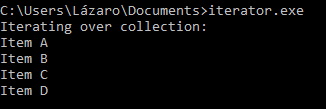 C:\Users\Lázaro\Documents>iterator.exe
Iterating over collection:
Item A
Item B
Item C
Item D